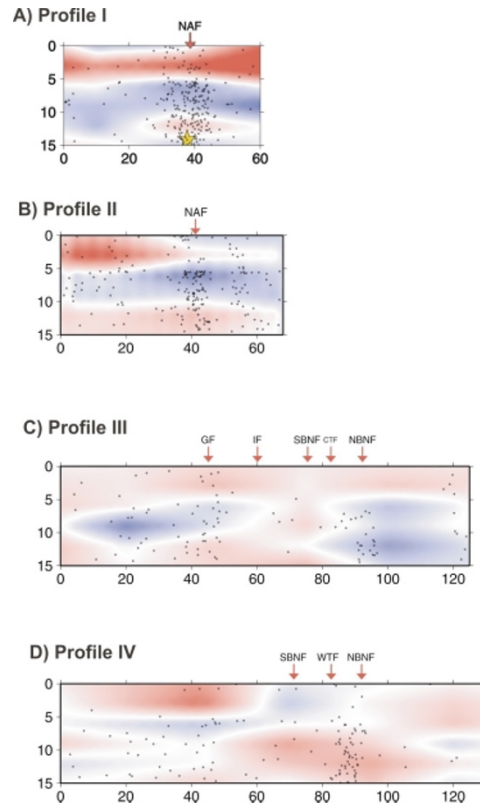 A) Profile I
NAF
0
5
10
15
0 20 40 60
B) Profile II
NAF
0
5
10
15
0 20 40 60
C) Profile III
GF IF SBNF CTF NBNF
0
5
10
15
0 20 40 60 80 100 120
D) Profile IV
SBNF WTF NBNF
0
5
10
15
0 20 40 60 80 100 120